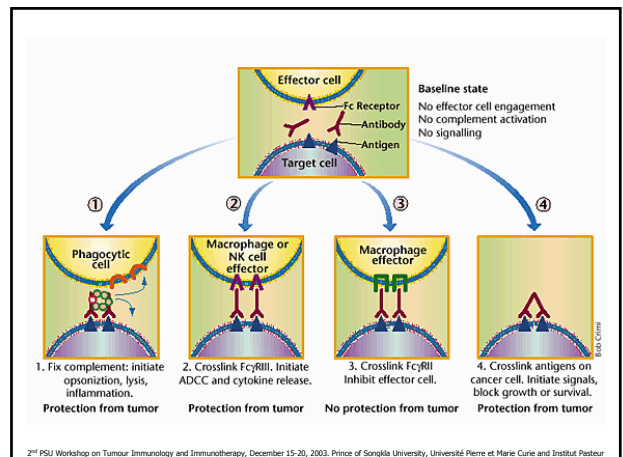 Effector cell
Fc Receptor
Antibody
Antigen
Target cell
Baseline state
No effector cell engagement
No complement activation
No signalling
1
2
3
4
Phagocytic
cell
Macrophage or
NK cell
effector
Macrophage
effector
Bob Crimi
1. Fix complement: initiate
opsoniztion, lysis,
inflammation.
Protection from tumor
2. Crosslink FcγRIII. Initiate
ADCC and cytokine release.
Protection from tumor
3. Crosslink FcγRII
Inhibit effector cell.
No protection from tumor
4. Crosslink antigens on
cancer cell. Initiate signals,
block growth or survival.
Protection from tumor
2nd PSU Workshop on Tumour Immunology and Immunotherapy, December 15-20, 2003. Prince of Songkla University, Université Pierre et Marie Curie and Institut Pasteur